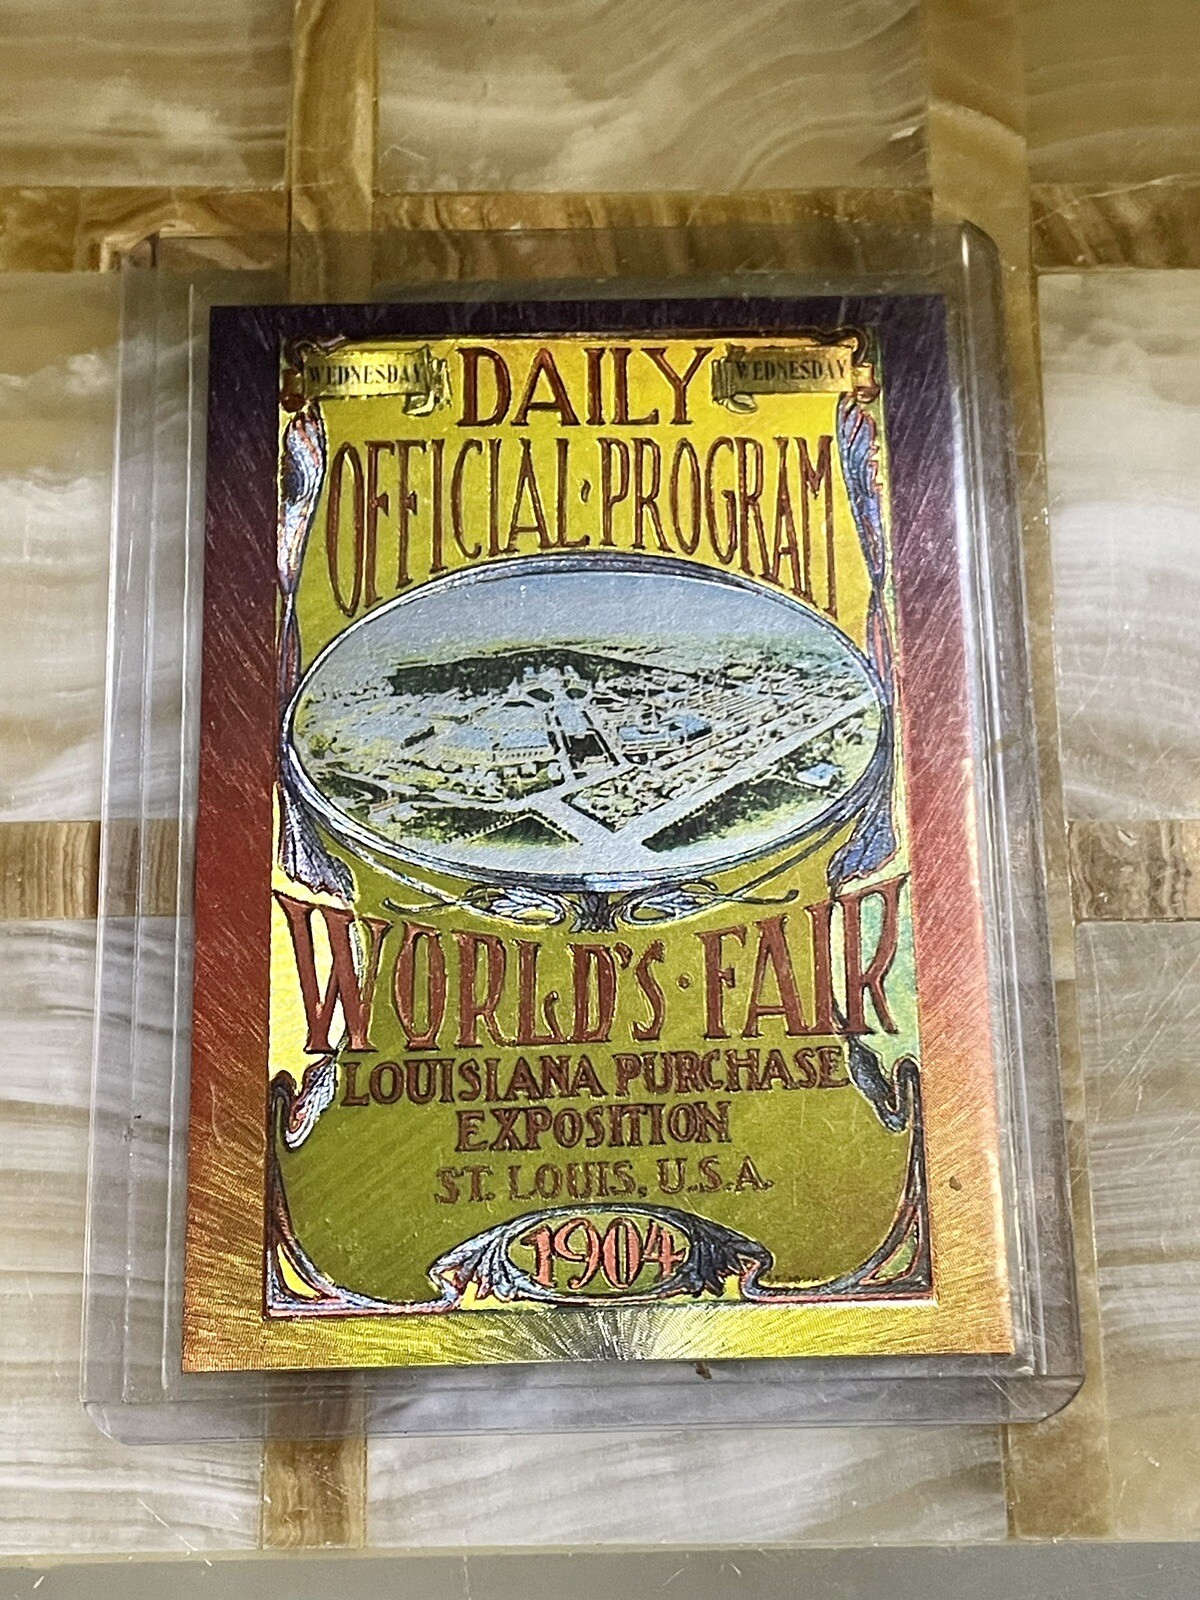 WEDNESDAY
DAILY
WEDNESDAY
OFFICIAL·PROGRAM
WORLD'S·FAIR
LOUISIANA PURCHASE
EXPOSITION
ST. LOUIS, U.S.A.
1904